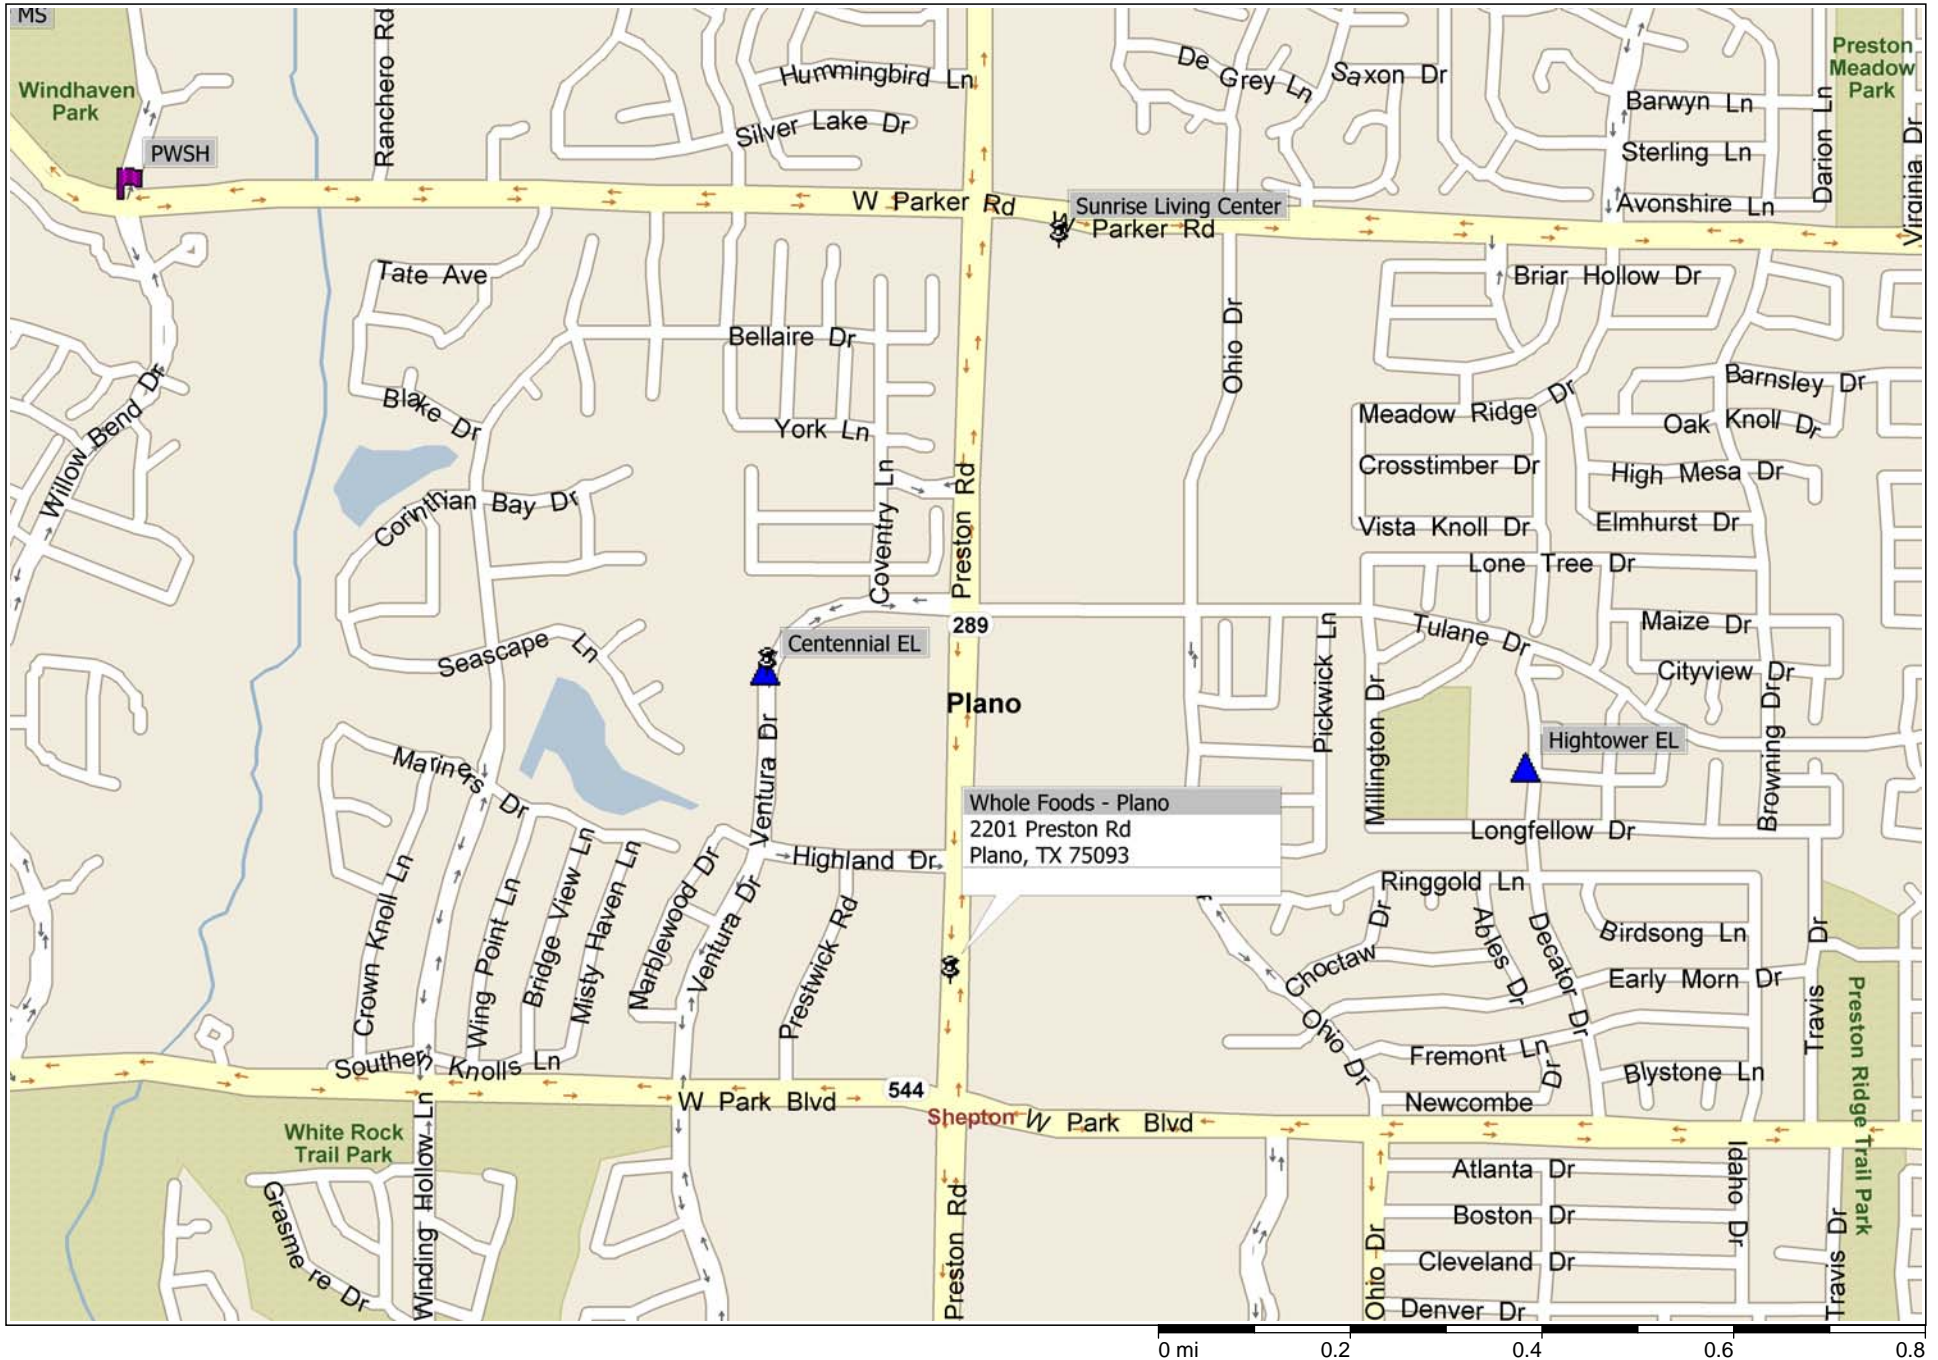 MS
Windhaven
Park
Ranchero Rd
Hummingbird Ln
Silver Lake Dr
De Grey Ln
Saxon Dr
Barwyn Ln
Sterling Ln
Darion Ln
Preston
Meadow
Park
Virginia Dr
PWSH
W Parker Rd
Sunrise Living Center
W Parker Rd
Avonshire Ln
Tate Ave
Briar Hollow Dr
Bellaire Dr
Ohio Dr
Willow Bend Dr
Blake Dr
York Ln
Meadow Ridge Dr
Barnsley Dr
Oak Knoll Dr
Crosstimber Dr
High Mesa Dr
Corinthian Bay Dr
Coventry Ln
Preston Rd
Vista Knoll Dr
Elmhurst Dr
Lone Tree Dr
289
Tulane Dr
Maize Dr
Seascape Ln
Centennial EL
Pickwick Ln
Cityview Dr
Plano
Millington Dr
Browning Dr
Hightower EL
Mariners Dr
Ventura Dr
Whole Foods - Plano
2201 Preston Rd
Plano, TX 75093
Longfellow Dr
Highland Dr
Ringgold Ln
Crown Knoll Ln
Wing Point Ln
Bridge View Ln
Misty Haven Ln
Marblewood Dr
Ventura Dr
Prestwick Rd
Choctaw Dr
Ables Dr
Decator Dr
Birdsong Ln
Early Morn Dr
Travis Dr
Preston Ridge Trail Park
Ohio Dr
Fremont Ln
Blystone Ln
Newcombe Dr
Southern Knolls Ln
544
W Park Blvd
Shepton
W Park Blvd
White Rock
Trail Park
Winding Hollow Ln
Grasmere Dr
Preston Rd
Atlanta Dr
Boston Dr
Cleveland Dr
Denver Dr
Ohio Dr
Idaho Dr
Travis Dr
0 mi 0.2 0.4 0.6 0.8